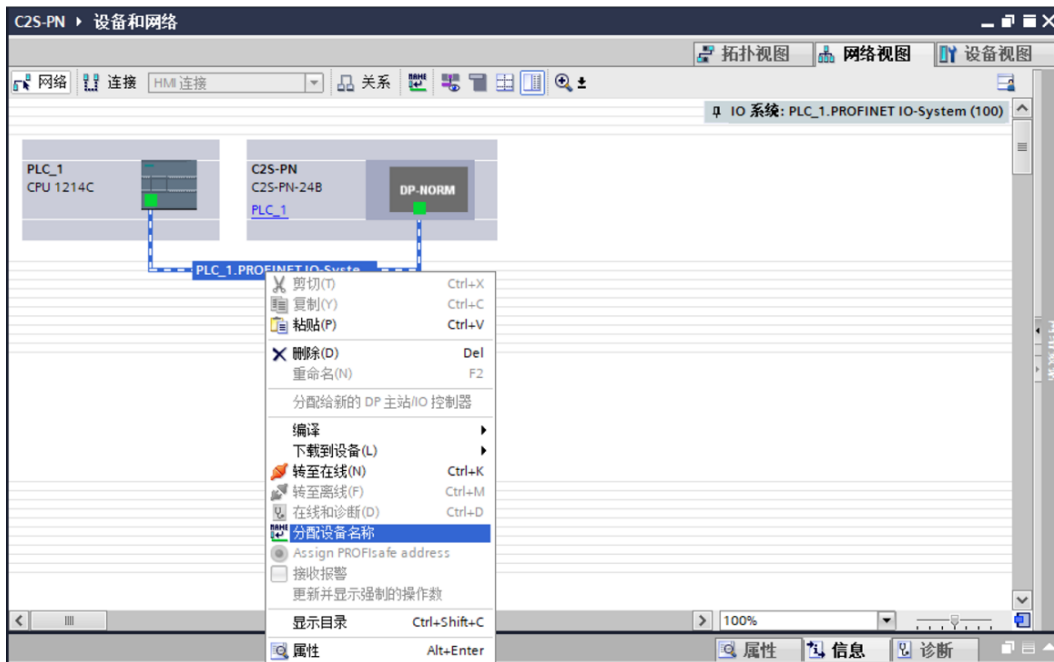 C2S-PN ▸ 设备和网络
拓扑视图 网络视图 设备视图
网络 连接 HMI 连接 关系
IO 系统: PLC_1.PROFINET IO-System (100)
PLC_1
CPU 1214C
C2S-PN
C2S-PN-24B
PLC_1
DP-NORM
PLC_1.PROFINET IO-Syste...
剪切(T) Ctrl+X
复制(Y) Ctrl+C
粘贴(P) Ctrl+V
删除(D) Del
重命名(N) F2
分配给新的 DP 主站/IO 控制器
编译
下载到设备(L)
转至在线(N) Ctrl+K
转至离线(F) Ctrl+M
在线和诊断(D) Ctrl+D
分配设备名称
Assign PROFIsafe address
接收报警
更新并显示强制的操作数
显示目录 Ctrl+Shift+C
属性 Alt+Enter
100%
属性 信息 诊断